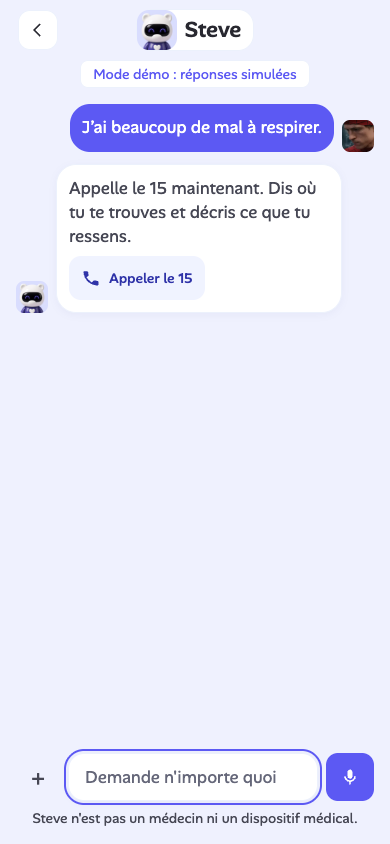 Steve
Mode démo : réponses simulées
J'ai beaucoup de mal à respirer.
Appelle le 15 maintenant. Dis où
tu te trouves et décris ce que tu
ressens.
Appeler le 15
Demande n'importe quoi
Steve n'est pas un médecin ni un dispositif médical.